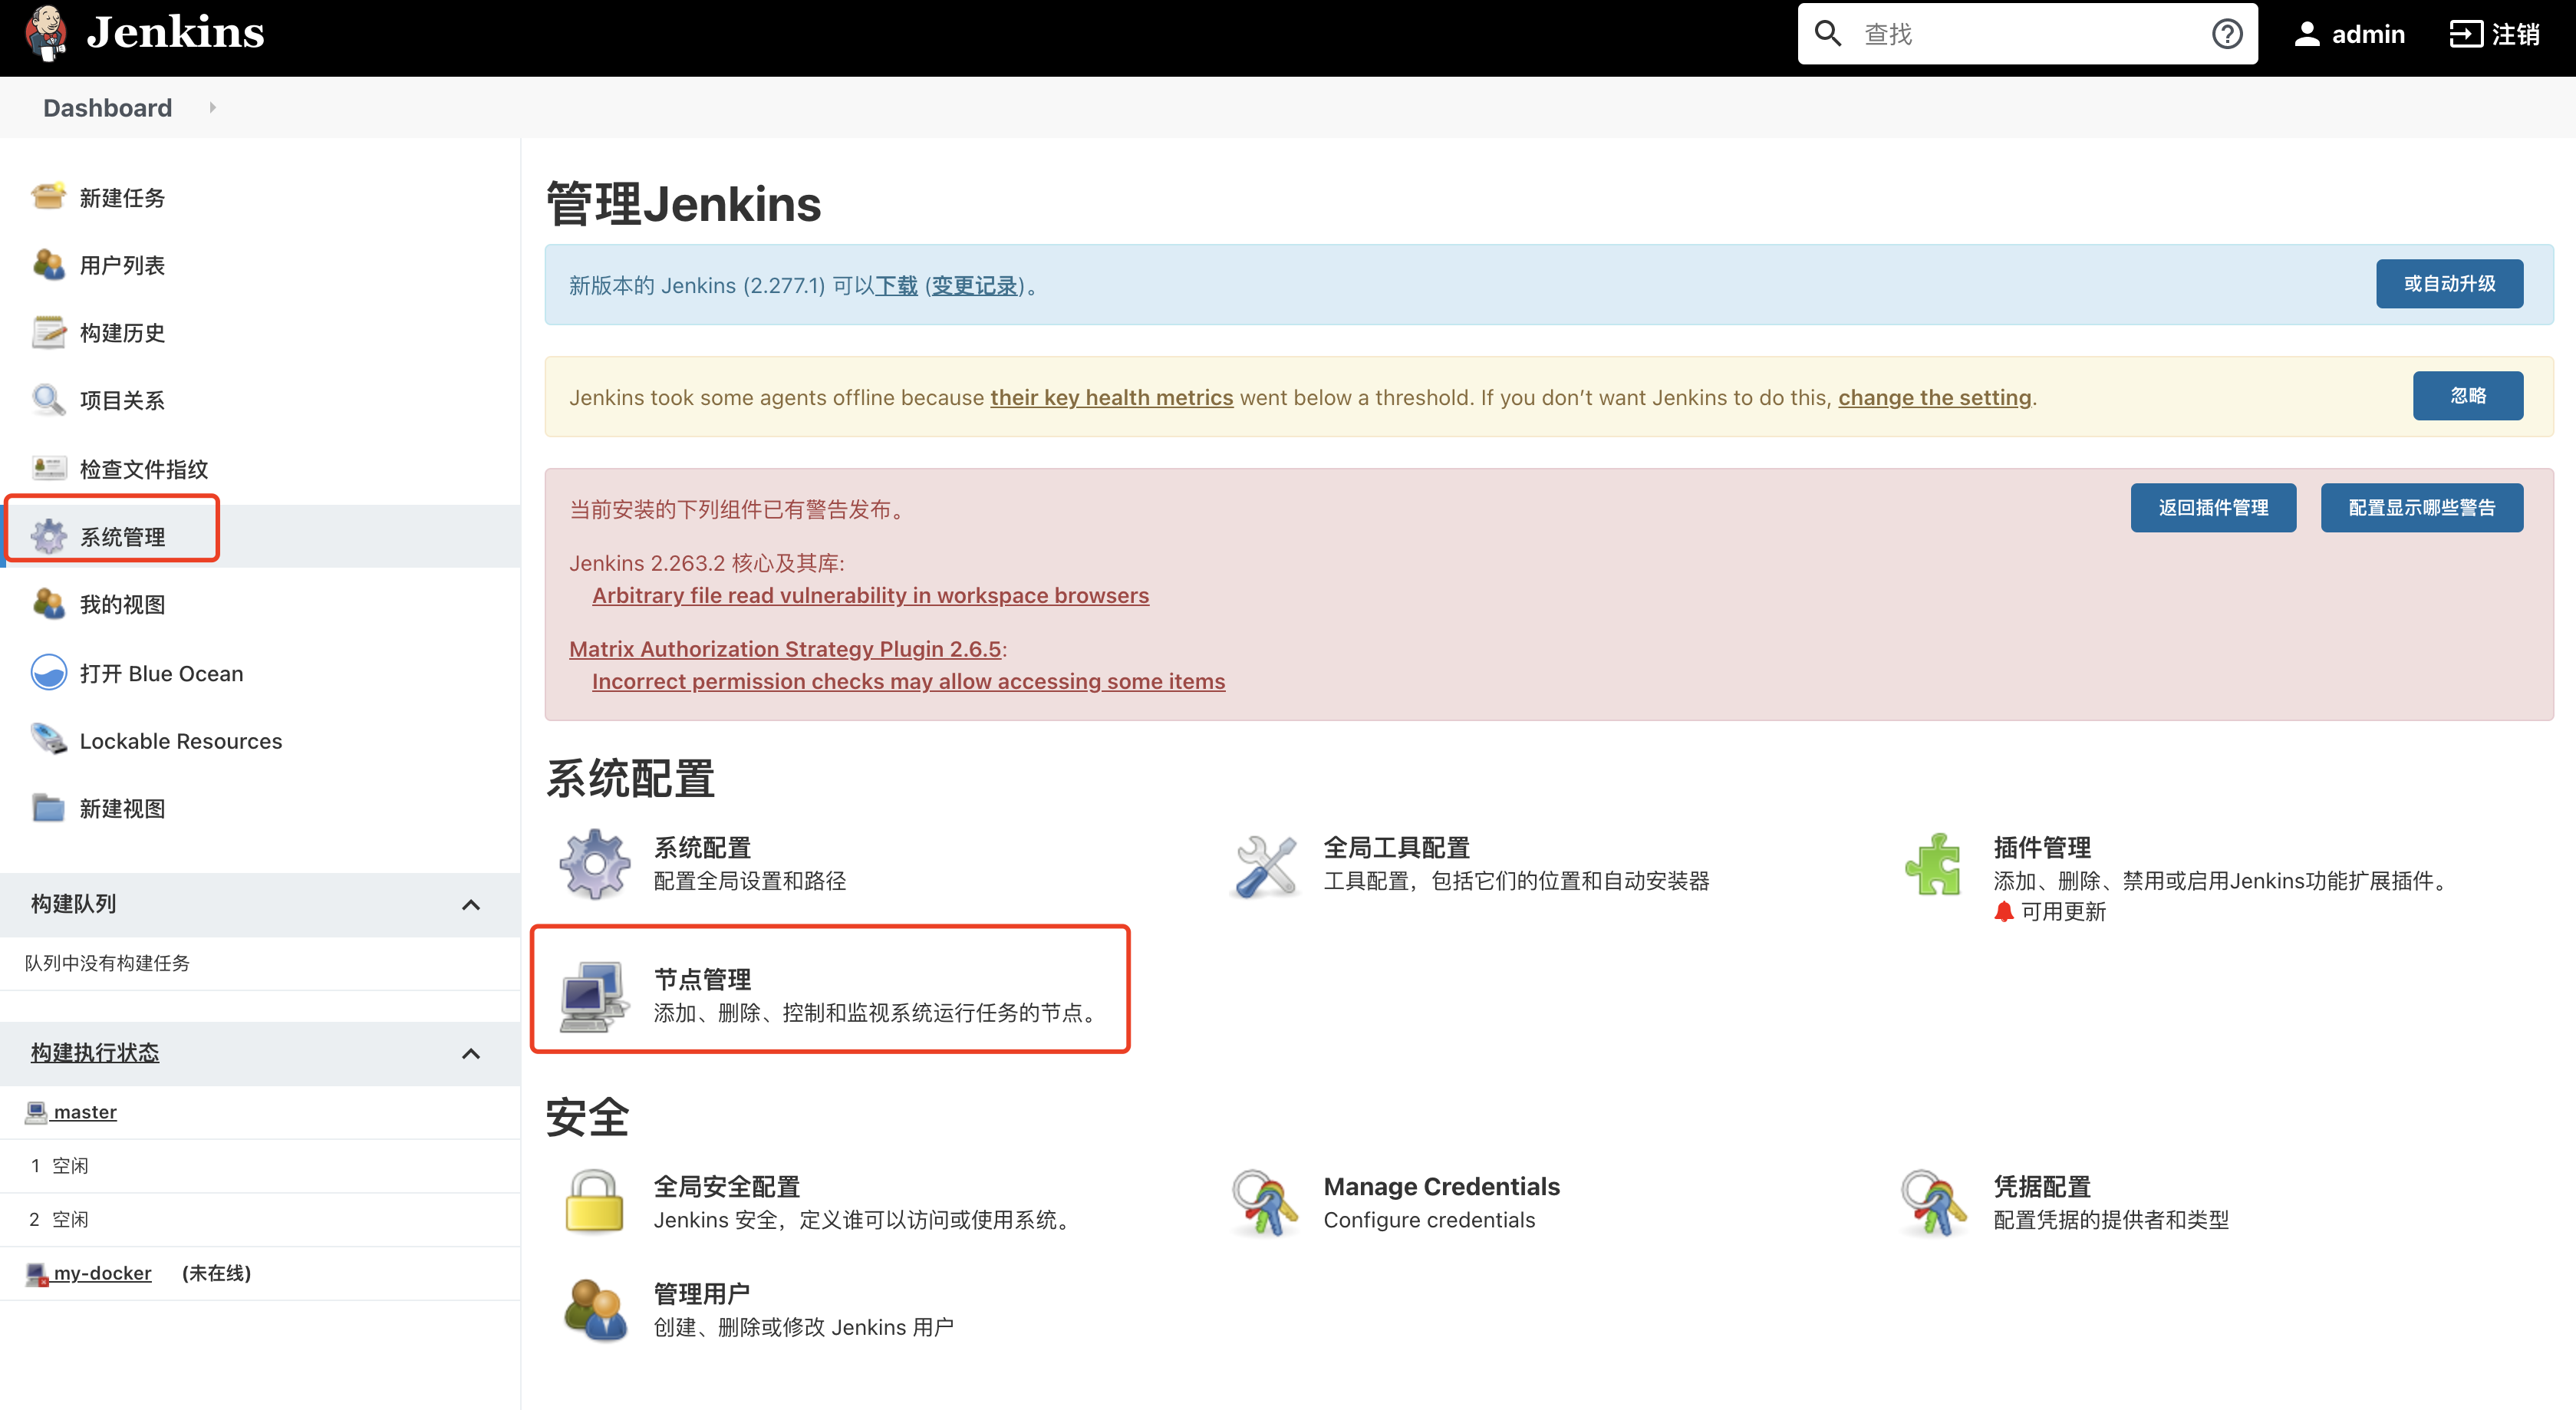 Jenkins
查找
admin
注销
Dashboard
新建任务
用户列表
构建历史
项目关系
检查文件指纹
系统管理
我的视图
打开 Blue Ocean
Lockable Resources
新建视图
构建队列
队列中没有构建任务
构建执行状态
master
1 空闲
2 空闲
my-docker (未在线)
管理Jenkins
新版本的 Jenkins (2.277.1) 可以下载 (变更记录)。
或自动升级
Jenkins took some agents offline because their key health metrics went below a threshold. If you don’t want Jenkins to do this, change the setting.
忽略
当前安装的下列组件已有警告发布。
返回插件管理
配置显示哪些警告
Jenkins 2.263.2 核心及其库:
Arbitrary file read vulnerability in workspace browsers
Matrix Authorization Strategy Plugin 2.6.5:
Incorrect permission checks may allow accessing some items
系统配置
系统配置
配置全局设置和路径
全局工具配置
工具配置，包括它们的位置和自动安装器
插件管理
添加、删除、禁用或启用Jenkins功能扩展插件。
可用更新
节点管理
添加、删除、控制和监视系统运行任务的节点。
安全
全局安全配置
Jenkins 安全，定义谁可以访问或使用系统。
Manage Credentials
Configure credentials
凭据配置
配置凭据的提供者和类型
管理用户
创建、删除或修改 Jenkins 用户